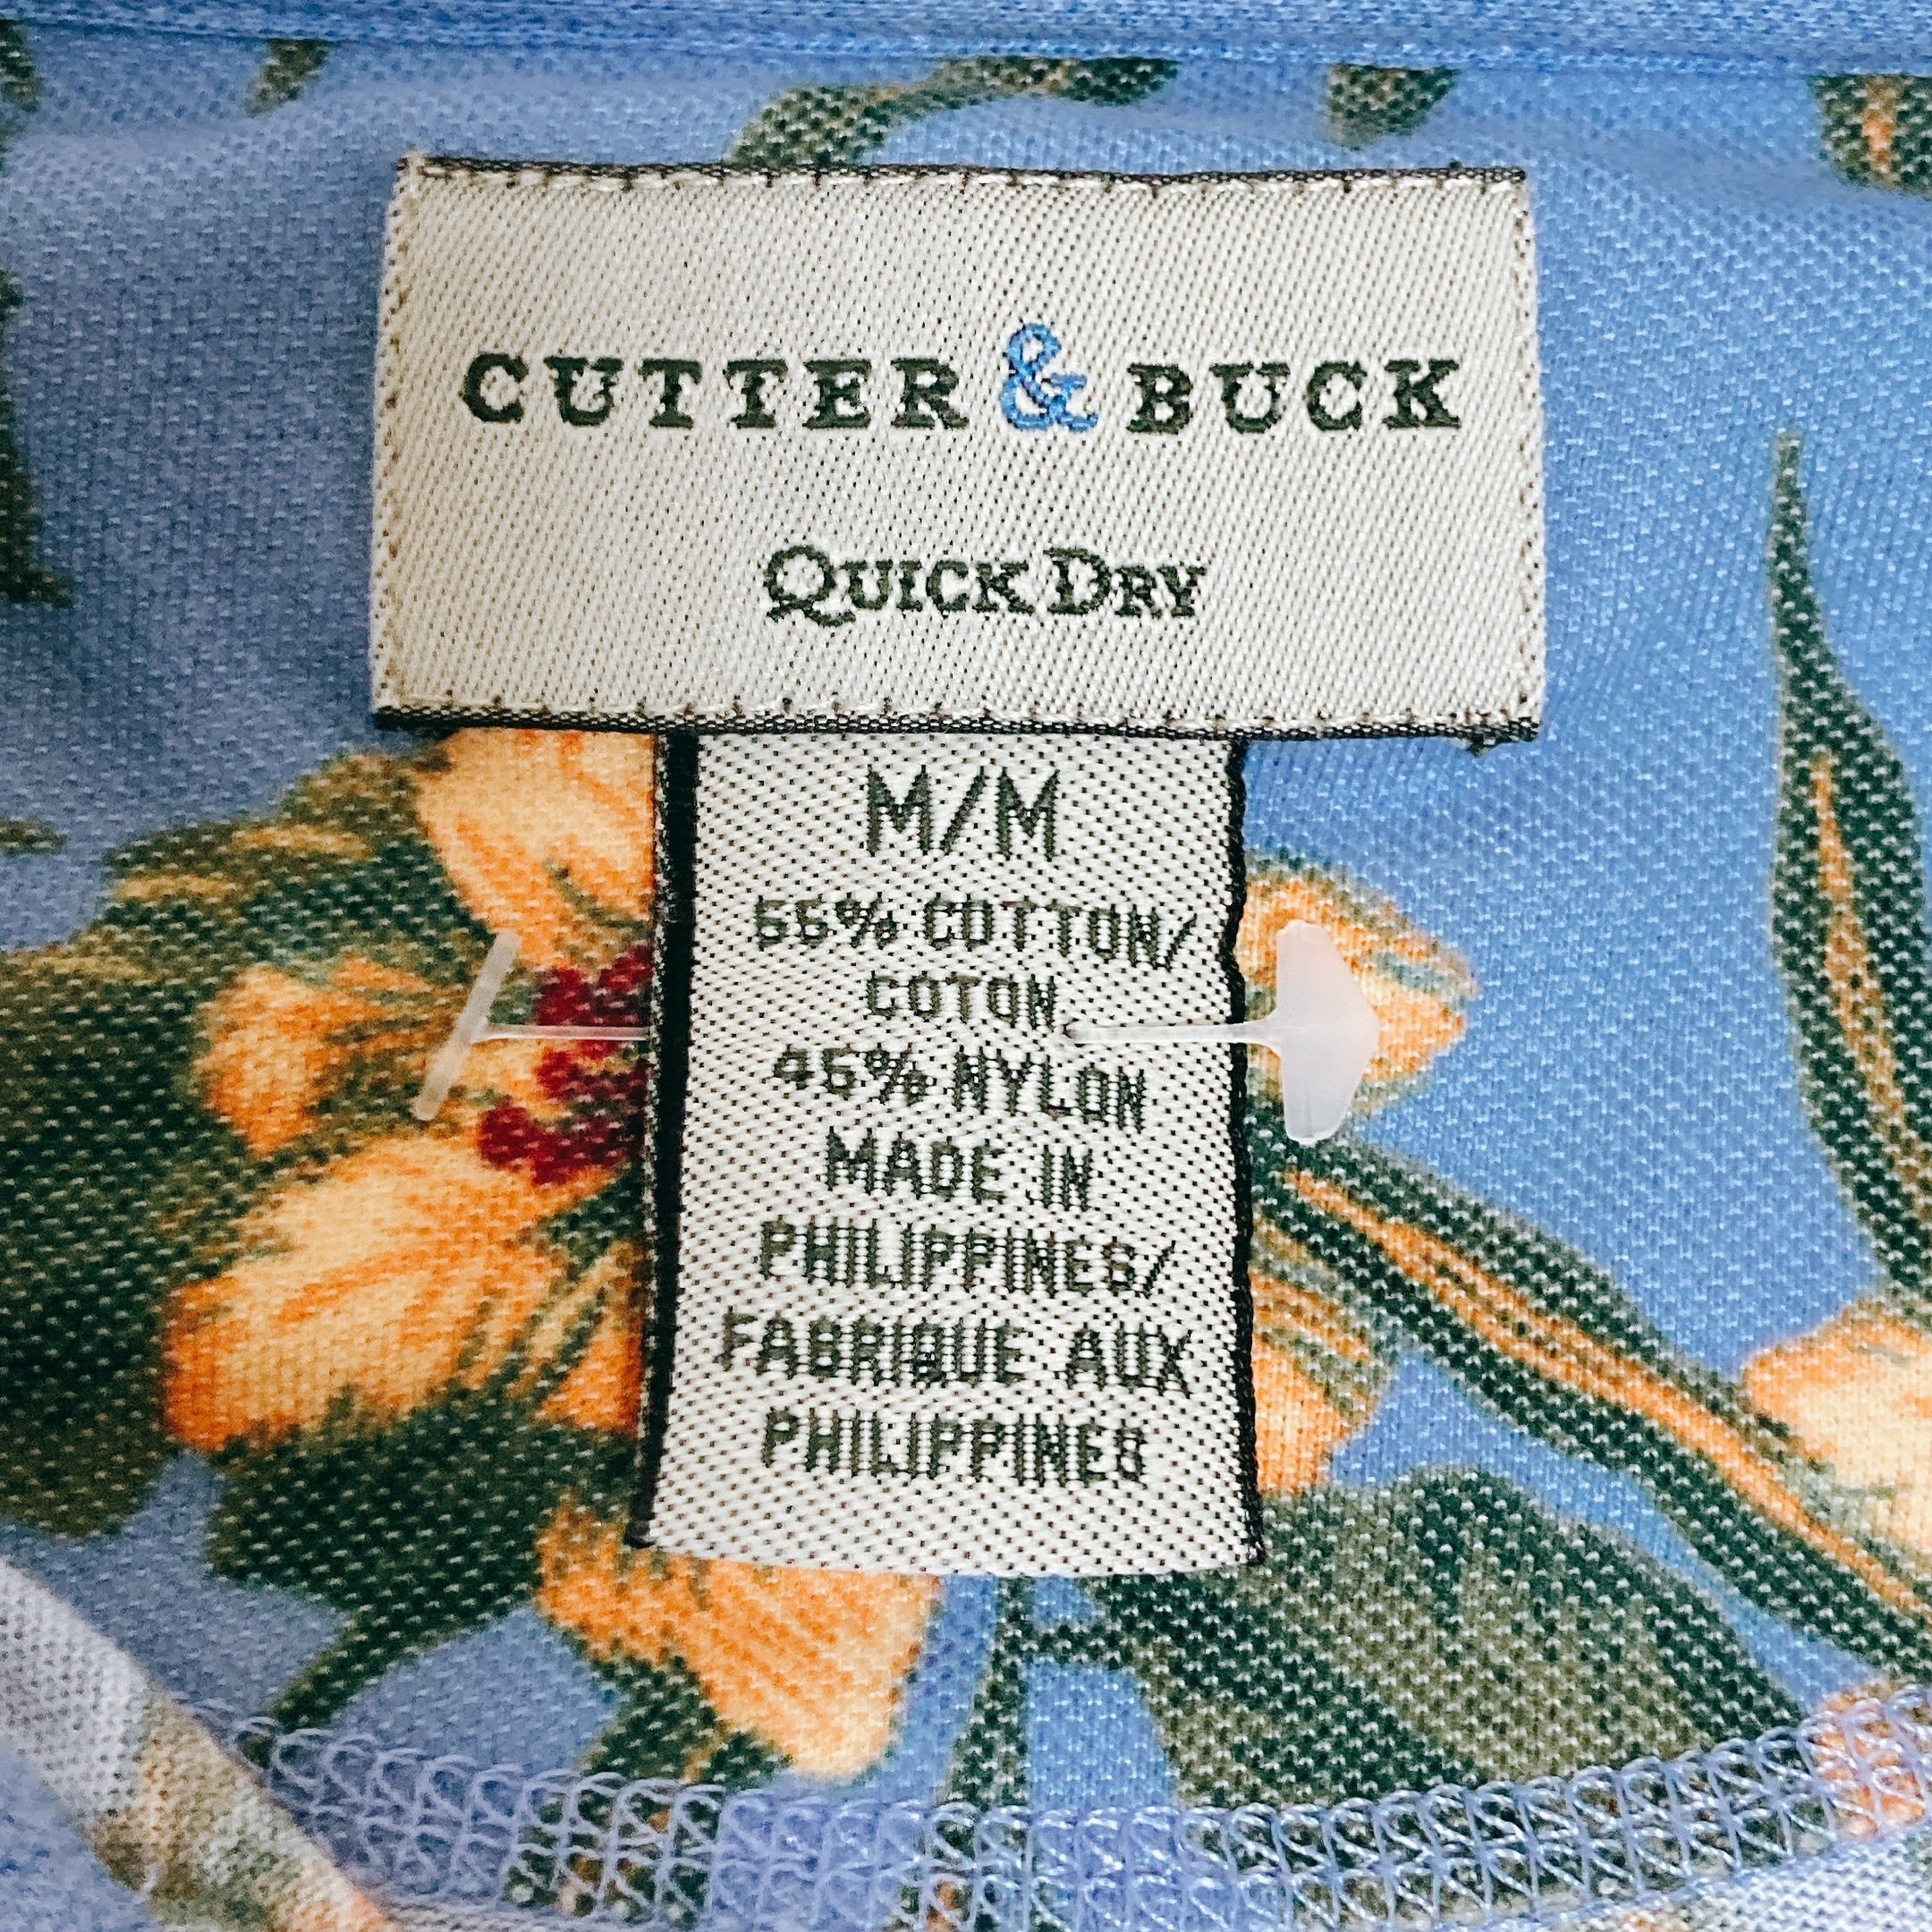 CUTTER & BUCK
QUICK DRY
M/M
55% COTTON/
COTON
45% NYLON
MADE IN
PHILIPPINES/
FABRIQUE AUX
PHILIPPINES